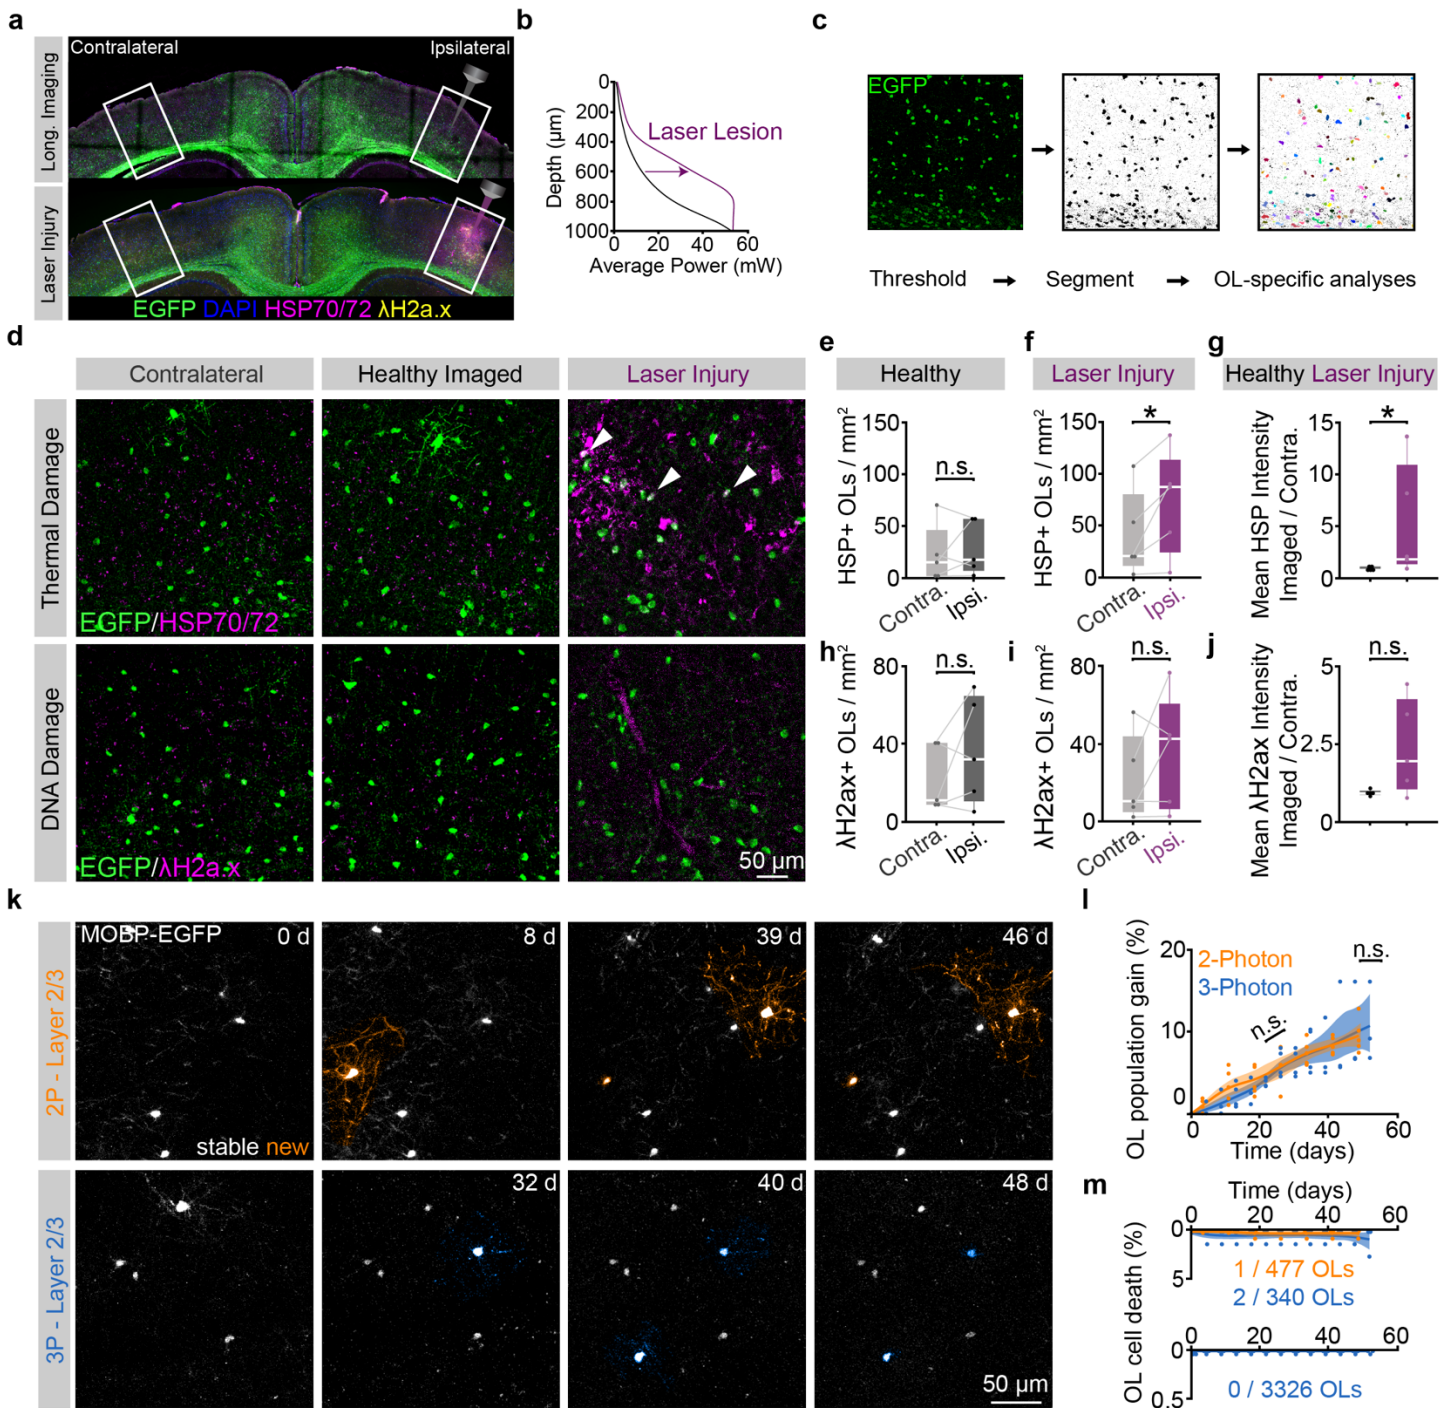 a
Contralateral
Ipsilateral
Long. Imaging
Laser Injury
EGFP DAPI HSP70/72 λH2a.x
b
0
200
400
600
800
1000
Depth (µm)
Laser Lesion
0 20 40 60
Average Power (mW)
c
EGFP
Threshold → Segment → OL-specific analyses
d
Contralateral
Healthy Imaged
Laser Injury
Thermal Damage
EGFP/HSP70/72
DNA Damage
EGFP/λH2a.x
50 µm
e
Healthy
HSP+ OLs / mm²
150
100
50
0
n.s.
Contra.
Ipsi.
f
Laser Injury
HSP+ OLs / mm²
150
100
50
0
*
Contra.
Ipsi.
g
Healthy Laser Injury
Mean HSP Intensity
Imaged / Contra.
15
10
5
0
*
h
λH2ax+ OLs / mm²
80
40
0
n.s.
Contra.
Ipsi.
i
λH2ax+ OLs / mm²
80
40
0
n.s.
Contra.
Ipsi.
j
Mean λH2ax Intensity
Imaged / Contra.
5
2.5
0
n.s.
k
2P - Layer 2/3
MOBP-EGFP
0 d
8 d
39 d
46 d
stable new
3P - Layer 2/3
32 d
40 d
48 d
50 µm
l
OL population gain (%)
20
10
0
2-Photon
3-Photon
n.s.
n.s.
0 20 40 60
Time (days)
m
Time (days)
0 20 40 60
OL cell death (%)
0
5
1 / 477 OLs
2 / 340 OLs
0 20 40 60
0
0.5
0 / 3326 OLs